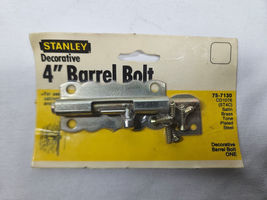 STANLEY
Decorative
4" Barrel Bolt
75-7130
CD1076
Satin
Brass
Tone
Plated
Steel
Decorative
Barrel Bolt
ONE